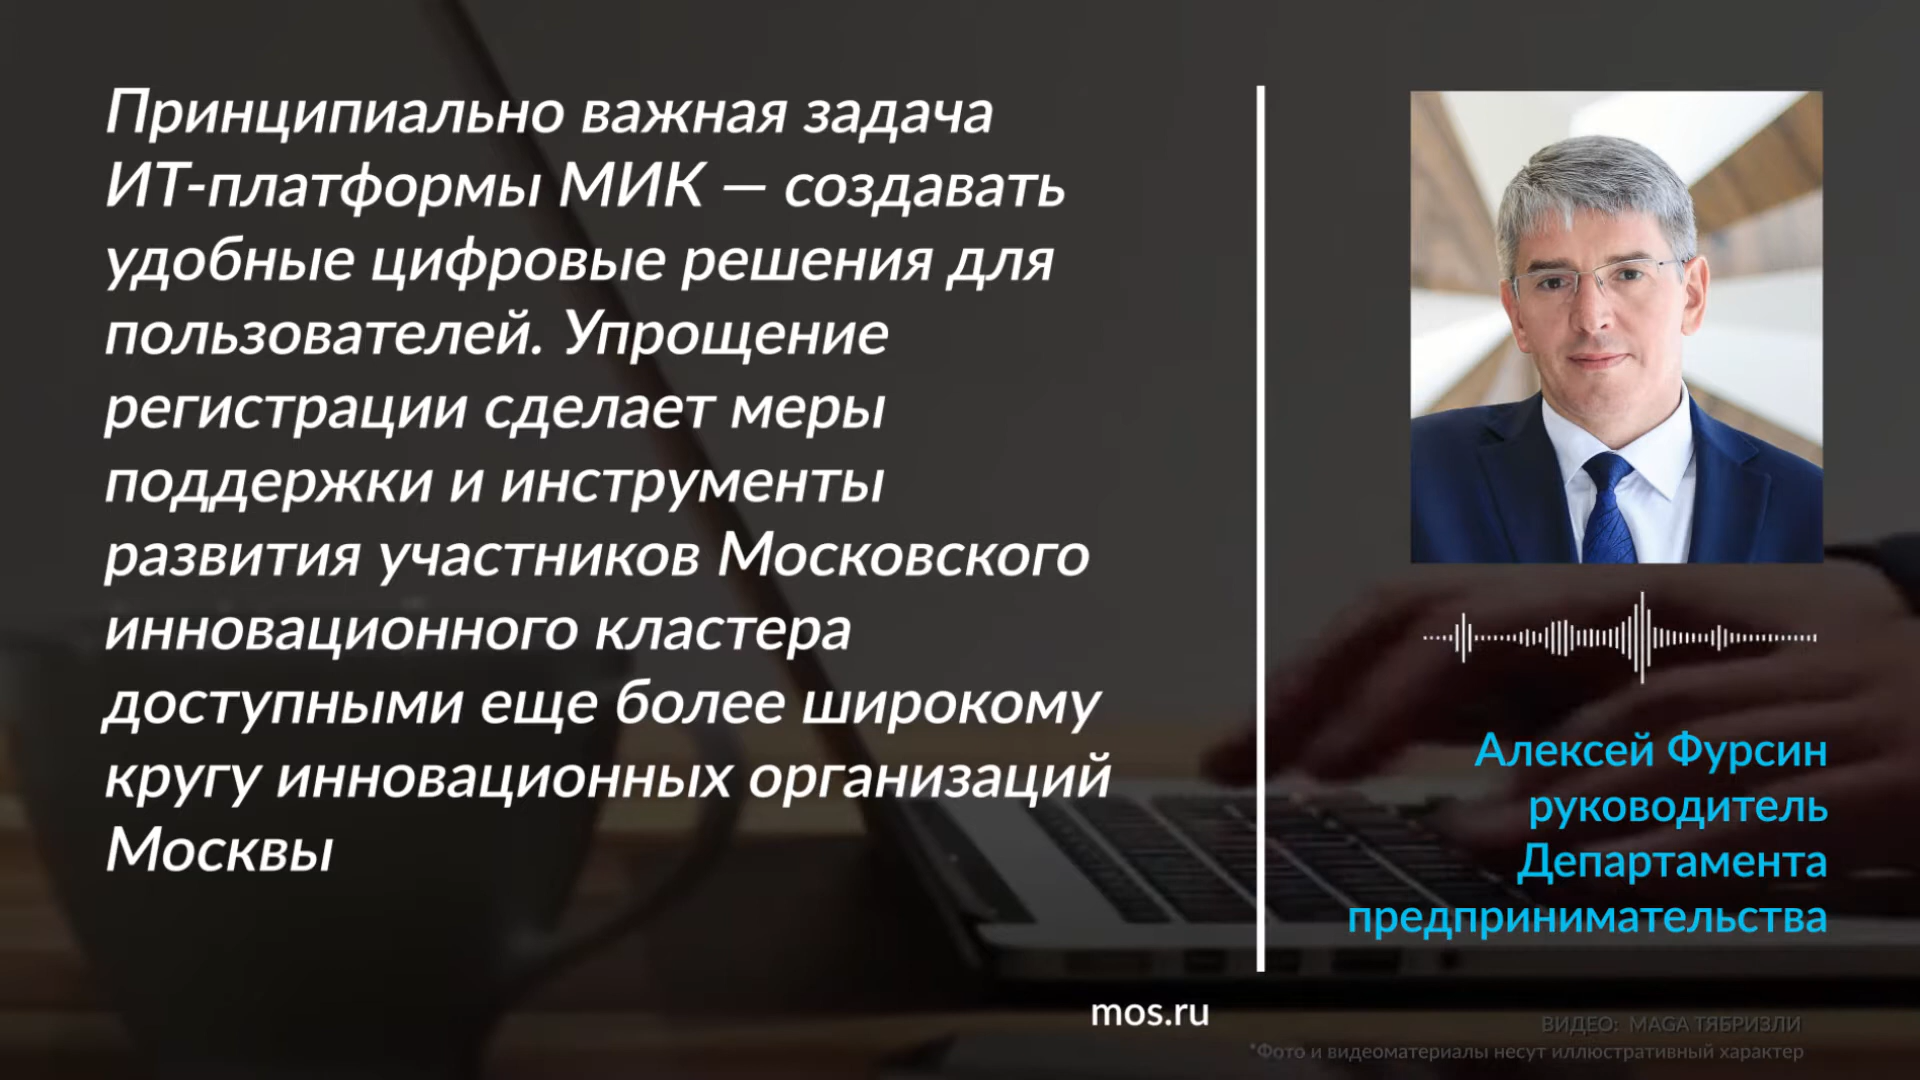 Принципиально важная задача
ИТ-платформы МИК — создавать
удобные цифровые решения для
пользователей. Упрощение
регистрации сделает меры
поддержки и инструменты
развития участников Московского
инновационного кластера
доступными еще более широкому
кругу инновационных организаций
Москвы
Алексей Фурсин
руководитель
Департамента
предпринимательства
mos.ru
ВИДЕО: MAGA ТЯБРИЗЛИ
*Фото и видеоматериалы несут иллюстративный характер